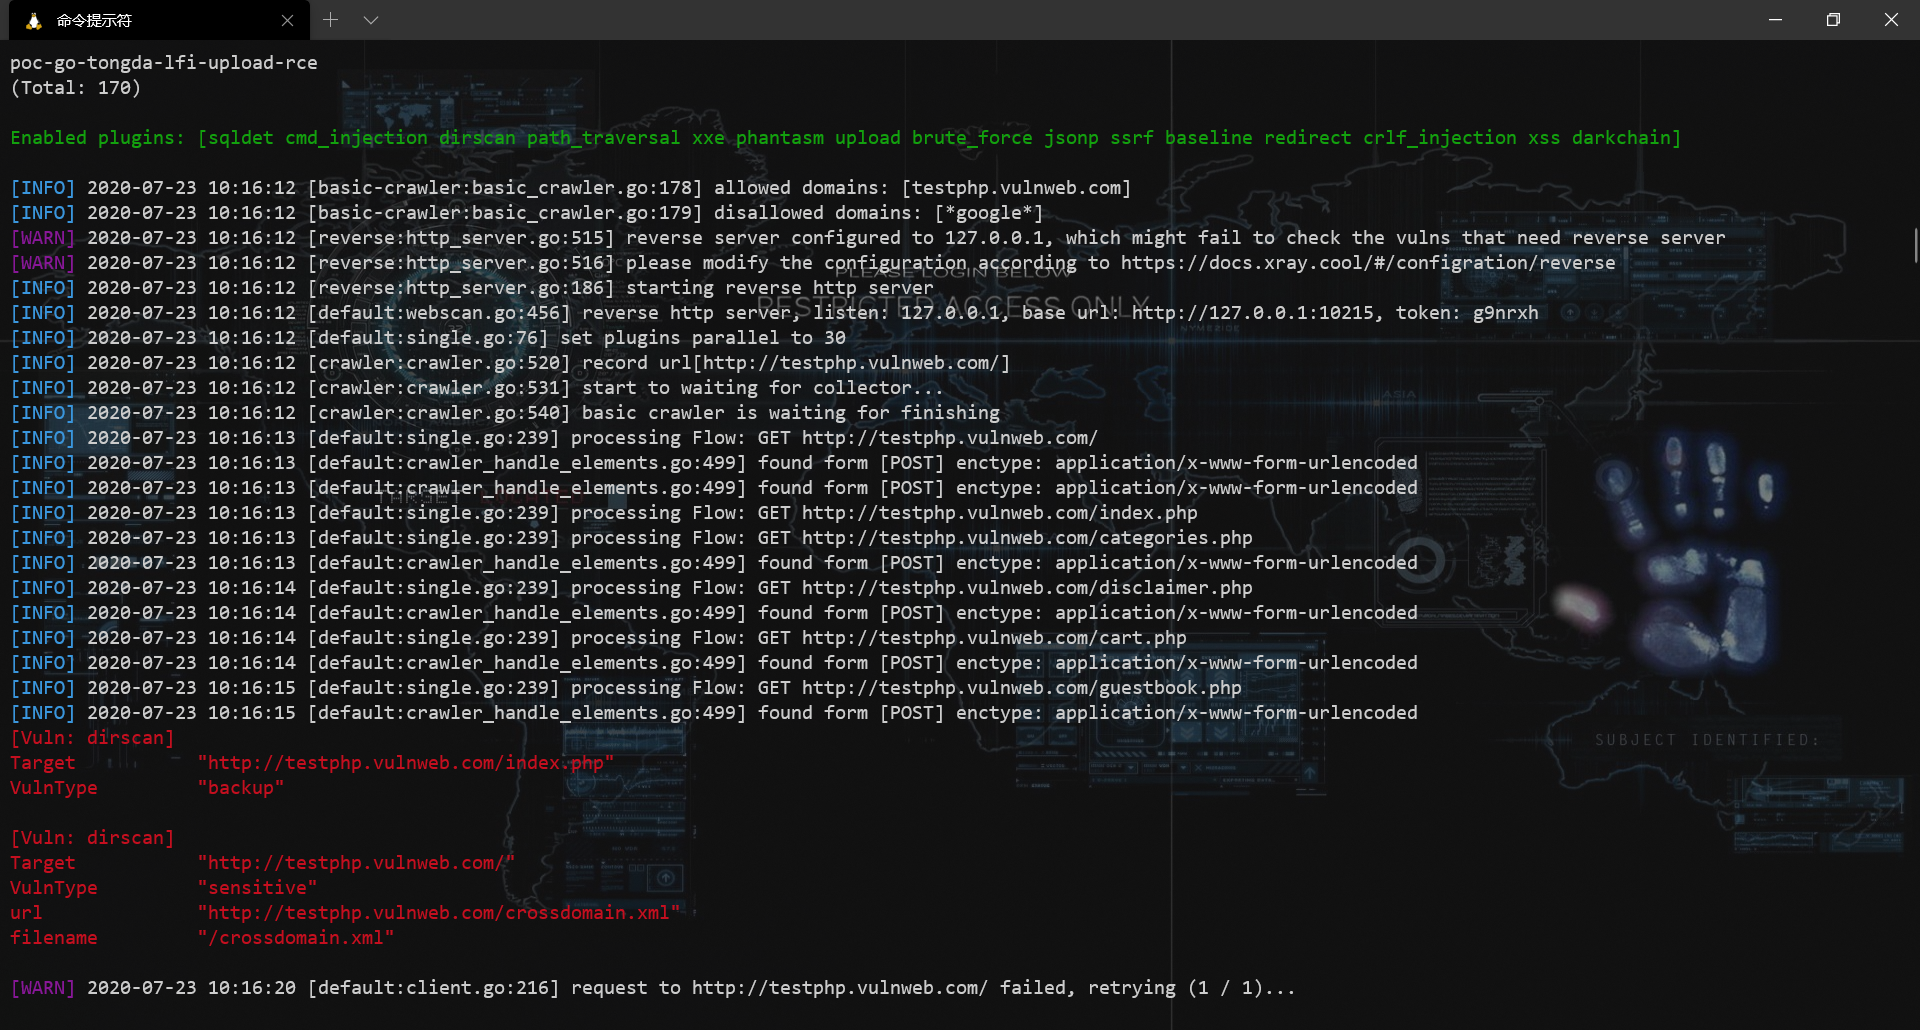 命令提示符
poc-go-tongda-lfi-upload-rce
(Total: 170)
Enabled plugins: [sqldet cmd_injection dirscan path_traversal xxe phantasm upload brute_force jsonp ssrf baseline redirect crlf_injection xss darkchain]
[INFO] 2020-07-23 10:16:12 [basic-crawler:basic_crawler.go:178] allowed domains: [testphp.vulnweb.com]
[INFO] 2020-07-23 10:16:12 [basic-crawler:basic_crawler.go:179] disallowed domains: [*google*]
[WARN] 2020-07-23 10:16:12 [reverse:http_server.go:515] reverse server configured to 127.0.0.1, which might fail to check the vulns that need reverse server
[WARN] 2020-07-23 10:16:12 [reverse:http_server.go:516] please modify the configuration according to https://docs.xray.cool/#/configration/reverse
PLEASE LOGIN BELOW
[INFO] 2020-07-23 10:16:12 [reverse:http_server.go:186] starting reverse http server
RESTRICTED ACCESS ONLY
[INFO] 2020-07-23 10:16:12 [default:webscan.go:456] reverse http server, listen: 127.0.0.1, base url: http://127.0.0.1:10215, token: g9nrxh
[INFO] 2020-07-23 10:16:12 [default:single.go:76] set plugins parallel to 30
[INFO] 2020-07-23 10:16:12 [crawler:crawler.go:520] record url[http://testphp.vulnweb.com/]
[INFO] 2020-07-23 10:16:12 [crawler:crawler.go:531] start to waiting for collector...
ASIA
[INFO] 2020-07-23 10:16:12 [crawler:crawler.go:540] basic crawler is waiting for finishing
[INFO] 2020-07-23 10:16:13 [default:single.go:239] processing Flow: GET http://testphp.vulnweb.com/
[INFO] 2020-07-23 10:16:13 [default:crawler_handle_elements.go:499] found form [POST] enctype: application/x-www-form-urlencoded
[INFO] 2020-07-23 10:16:13 [default:crawler_handle_elements.go:499] found form [POST] enctype: application/x-www-form-urlencoded
[INFO] 2020-07-23 10:16:13 [default:single.go:239] processing Flow: GET http://testphp.vulnweb.com/index.php
[INFO] 2020-07-23 10:16:13 [default:single.go:239] processing Flow: GET http://testphp.vulnweb.com/categories.php
[INFO] 2020-07-23 10:16:13 [default:crawler_handle_elements.go:499] found form [POST] enctype: application/x-www-form-urlencoded
[INFO] 2020-07-23 10:16:14 [default:single.go:239] processing Flow: GET http://testphp.vulnweb.com/disclaimer.php
[INFO] 2020-07-23 10:16:14 [default:crawler_handle_elements.go:499] found form [POST] enctype: application/x-www-form-urlencoded
[INFO] 2020-07-23 10:16:14 [default:single.go:239] processing Flow: GET http://testphp.vulnweb.com/cart.php
[INFO] 2020-07-23 10:16:14 [default:crawler_handle_elements.go:499] found form [POST] enctype: application/x-www-form-urlencoded
[INFO] 2020-07-23 10:16:15 [default:single.go:239] processing Flow: GET http://testphp.vulnweb.com/guestbook.php
[INFO] 2020-07-23 10:16:15 [default:crawler_handle_elements.go:499] found form [POST] enctype: application/x-www-form-urlencoded
[Vuln: dirscan]
SUBJECT IDENTIFIED:
Target "http://testphp.vulnweb.com/index.php"
VulnType "backup"
[Vuln: dirscan]
Target "http://testphp.vulnweb.com/"
VulnType "sensitive"
url "http://testphp.vulnweb.com/crossdomain.xml"
filename "/crossdomain.xml"
[WARN] 2020-07-23 10:16:20 [default:client.go:216] request to http://testphp.vulnweb.com/ failed, retrying (1 / 1)...